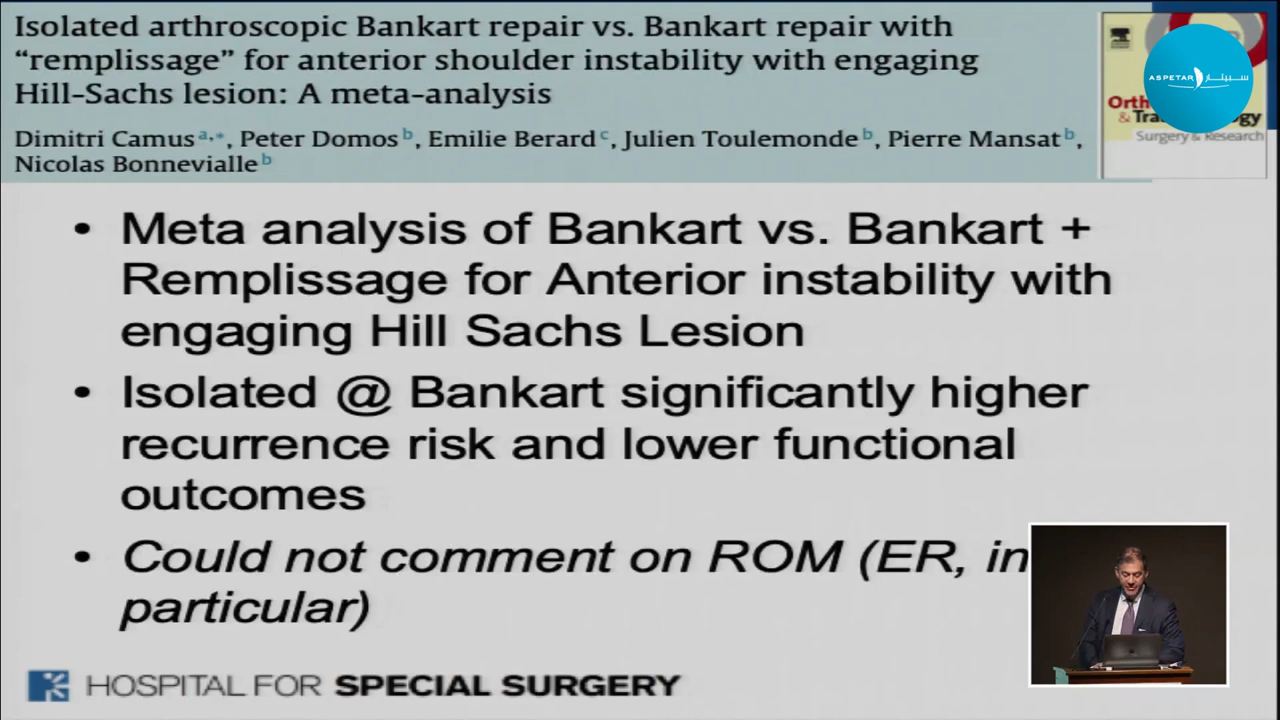 Isolated arthroscopic Bankart repair vs. Bankart repair with
“remplissage” for anterior shoulder instability with engaging
Hill-Sachs lesion: A meta-analysis
Dimitri Camus a,*, Peter Domos b, Emilie Berard c, Julien Toulemonde b, Pierre Mansat b,
Nicolas Bonnevialle b
ASPETAR سبيتار
Orth
& Tra logy
Surgery & Research
• Meta analysis of Bankart vs. Bankart +
Remplissage for Anterior instability with
engaging Hill Sachs Lesion
• Isolated @ Bankart significantly higher
recurrence risk and lower functional
outcomes
• Could not comment on ROM (ER, in
particular)
HOSPITAL FOR SPECIAL SURGERY